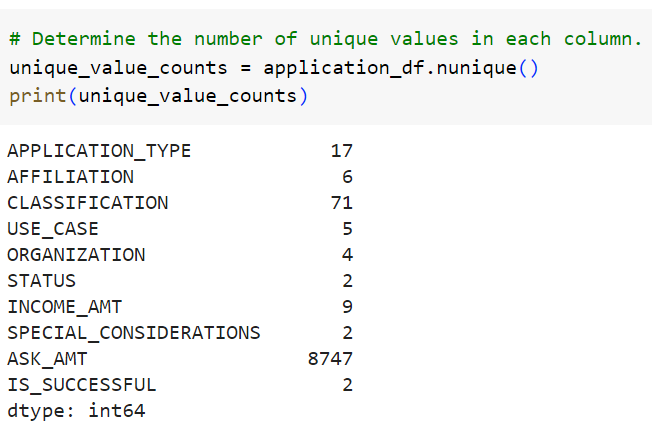 # Determine the number of unique values in each column.
unique_value_counts = application_df.nunique()
print(unique_value_counts)
APPLICATION_TYPE 17
AFFILIATION 6
CLASSIFICATION 71
USE_CASE 5
ORGANIZATION 4
STATUS 2
INCOME_AMT 9
SPECIAL_CONSIDERATIONS 2
ASK_AMT 8747
IS_SUCCESSFUL 2
dtype: int64